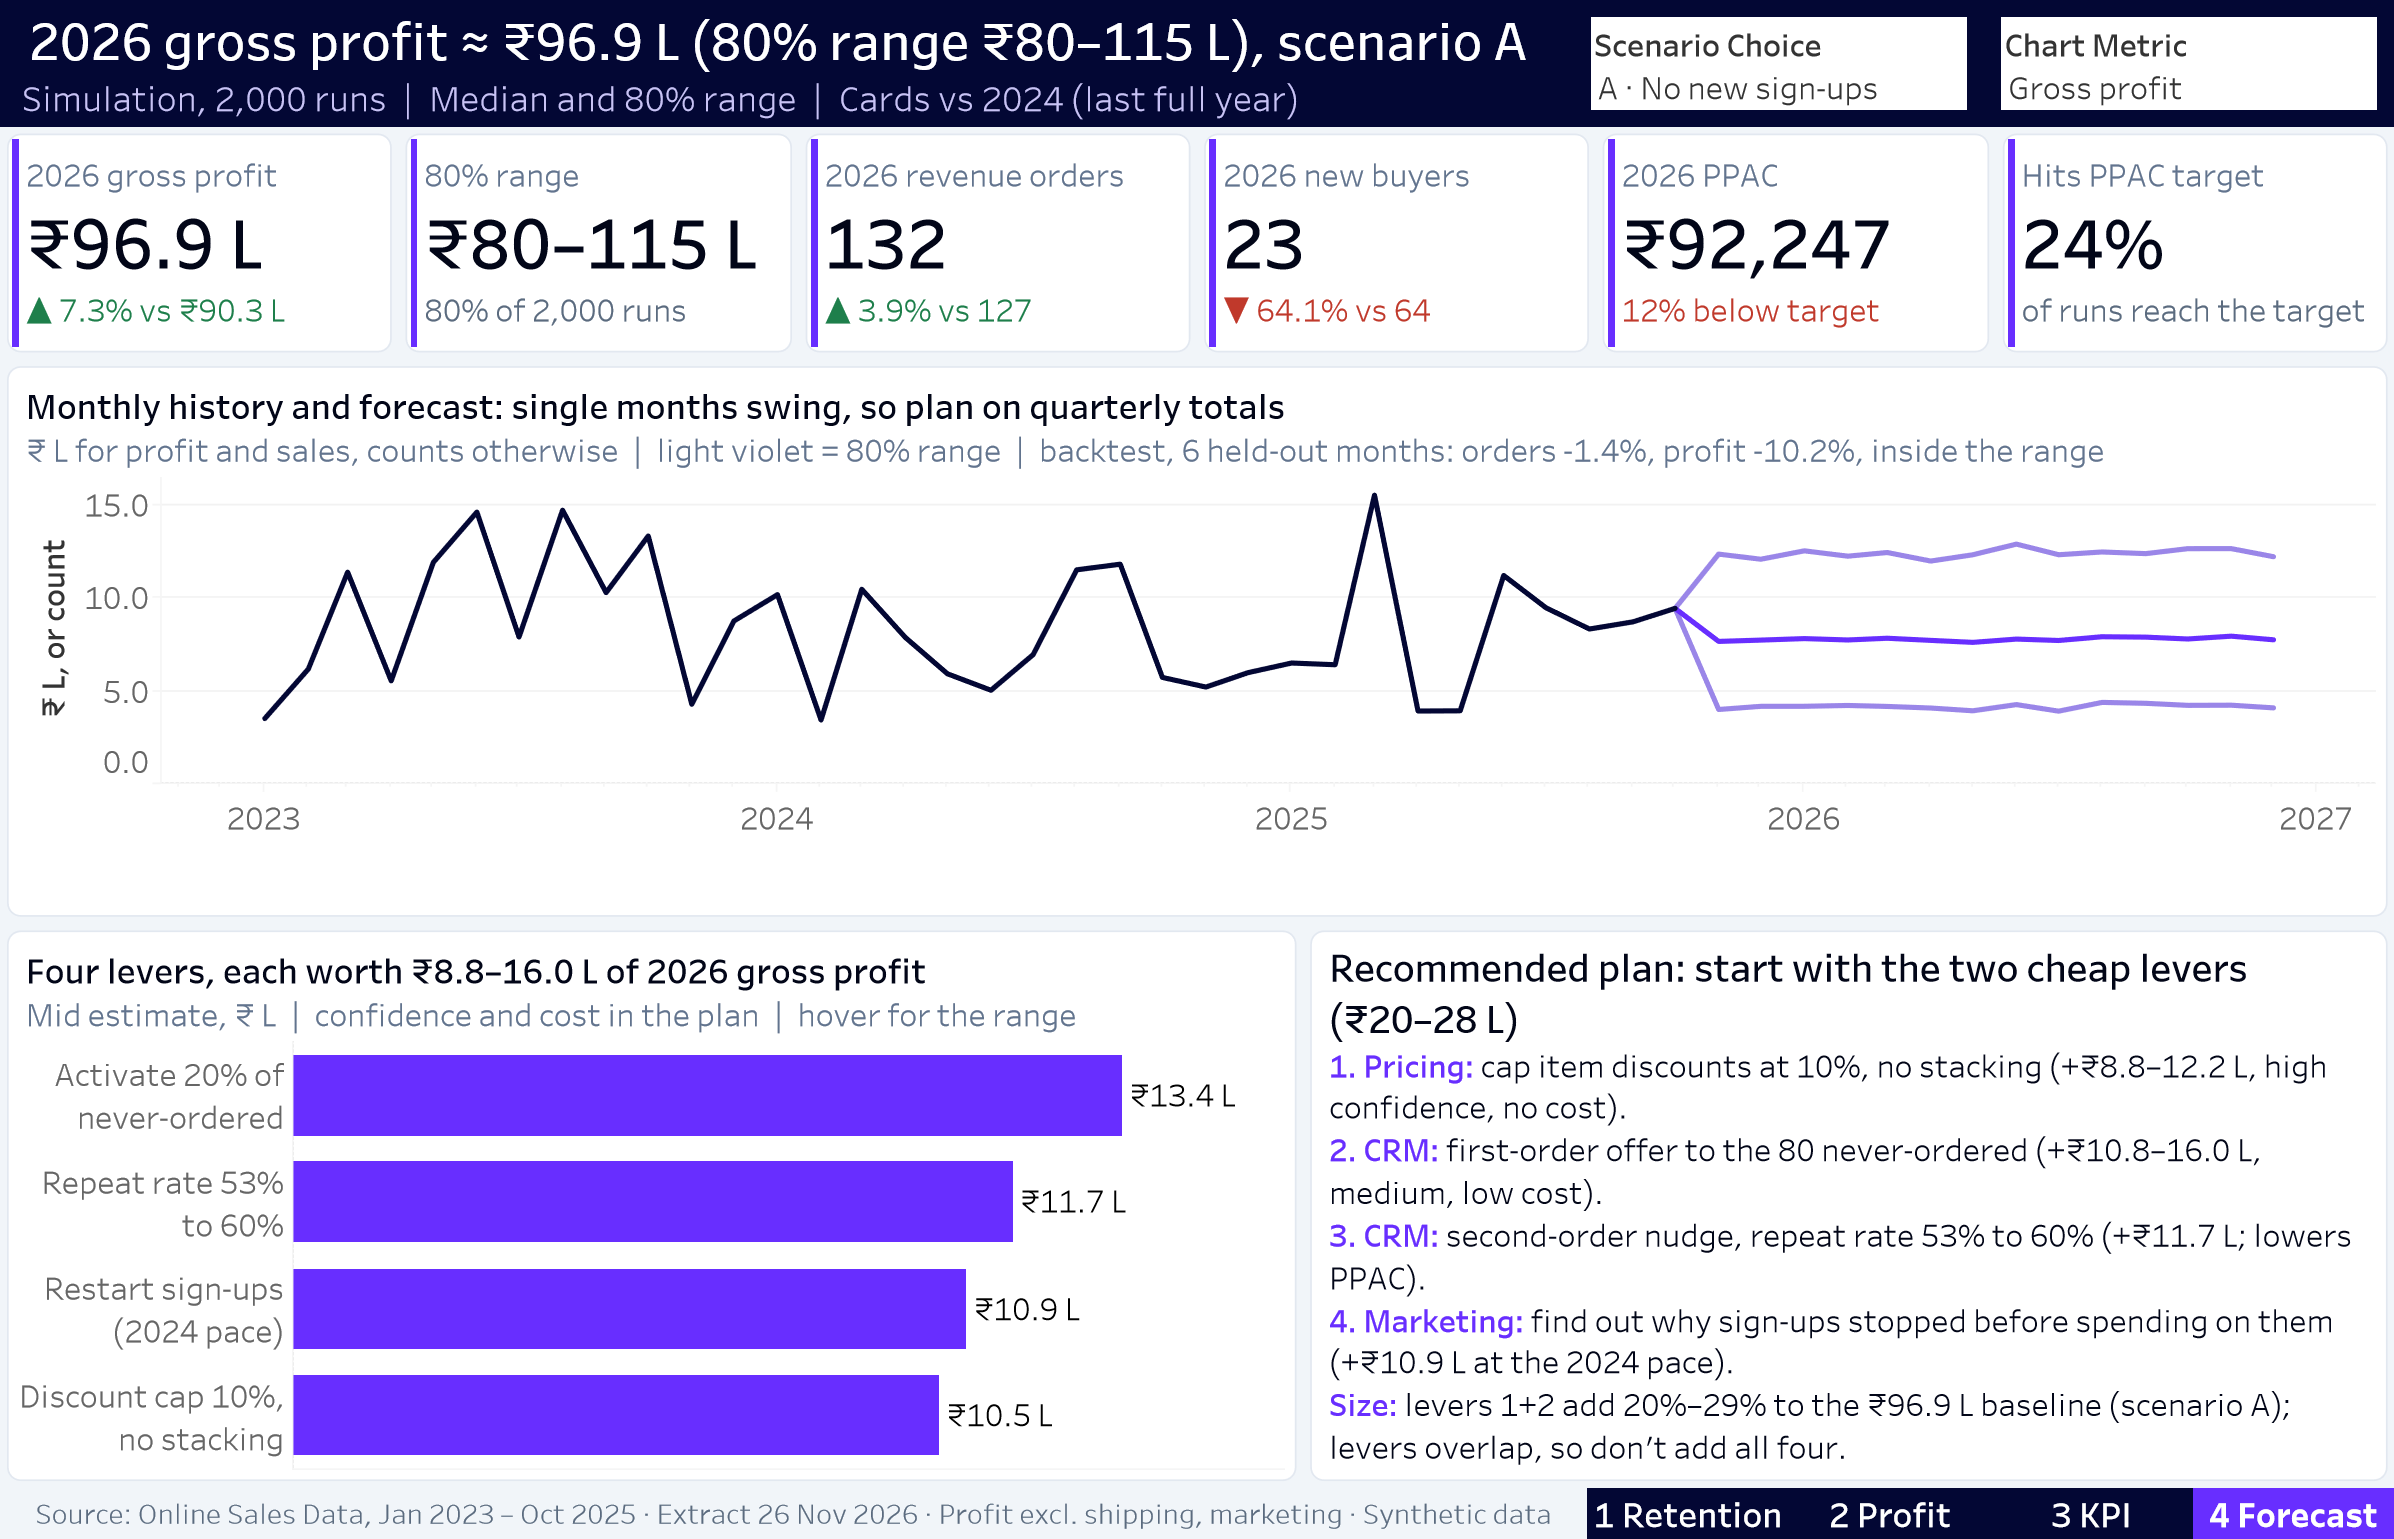 2026 gross profit ≈ ₹96.9 L (80% range ₹80–115 L), scenario A
Simulation, 2,000 runs | Median and 80% range | Cards vs 2024 (last full year)
Scenario Choice
A · No new sign-ups
Chart Metric
Gross profit
2026 gross profit
₹96.9 L
▲ 7.3% vs ₹90.3 L
80% range
₹80–115 L
80% of 2,000 runs
2026 revenue orders
132
▲ 3.9% vs 127
2026 new buyers
23
▼ 64.1% vs 64
2026 PPAC
₹92,247
12% below target
Hits PPAC target
24%
of runs reach the target
Monthly history and forecast: single months swing, so plan on quarterly totals
₹ L for profit and sales, counts otherwise | light violet = 80% range | backtest, 6 held-out months: orders -1.4%, profit -10.2%, inside the range
₹ L, or count
15.0
10.0
5.0
0.0
2023
2024
2025
2026
2027
Four levers, each worth ₹8.8–16.0 L of 2026 gross profit
Mid estimate, ₹ L | confidence and cost in the plan | hover for the range
Activate 20% of
never-ordered
₹13.4 L
Repeat rate 53%
to 60%
₹11.7 L
Restart sign-ups
(2024 pace)
₹10.9 L
Discount cap 10%,
no stacking
₹10.5 L
Recommended plan: start with the two cheap levers
(₹20–28 L)
1. Pricing: cap item discounts at 10%, no stacking (+₹8.8–12.2 L, high
confidence, no cost).
2. CRM: first-order offer to the 80 never-ordered (+₹10.8–16.0 L,
medium, low cost).
3. CRM: second-order nudge, repeat rate 53% to 60% (+₹11.7 L; lowers
PPAC).
4. Marketing: find out why sign-ups stopped before spending on them
(+₹10.9 L at the 2024 pace).
Size: levers 1+2 add 20%–29% to the ₹96.9 L baseline (scenario A);
levers overlap, so don’t add all four.
Source: Online Sales Data, Jan 2023 – Oct 2025 · Extract 26 Nov 2026 · Profit excl. shipping, marketing · Synthetic data
1 Retention
2 Profit
3 KPI
4 Forecast